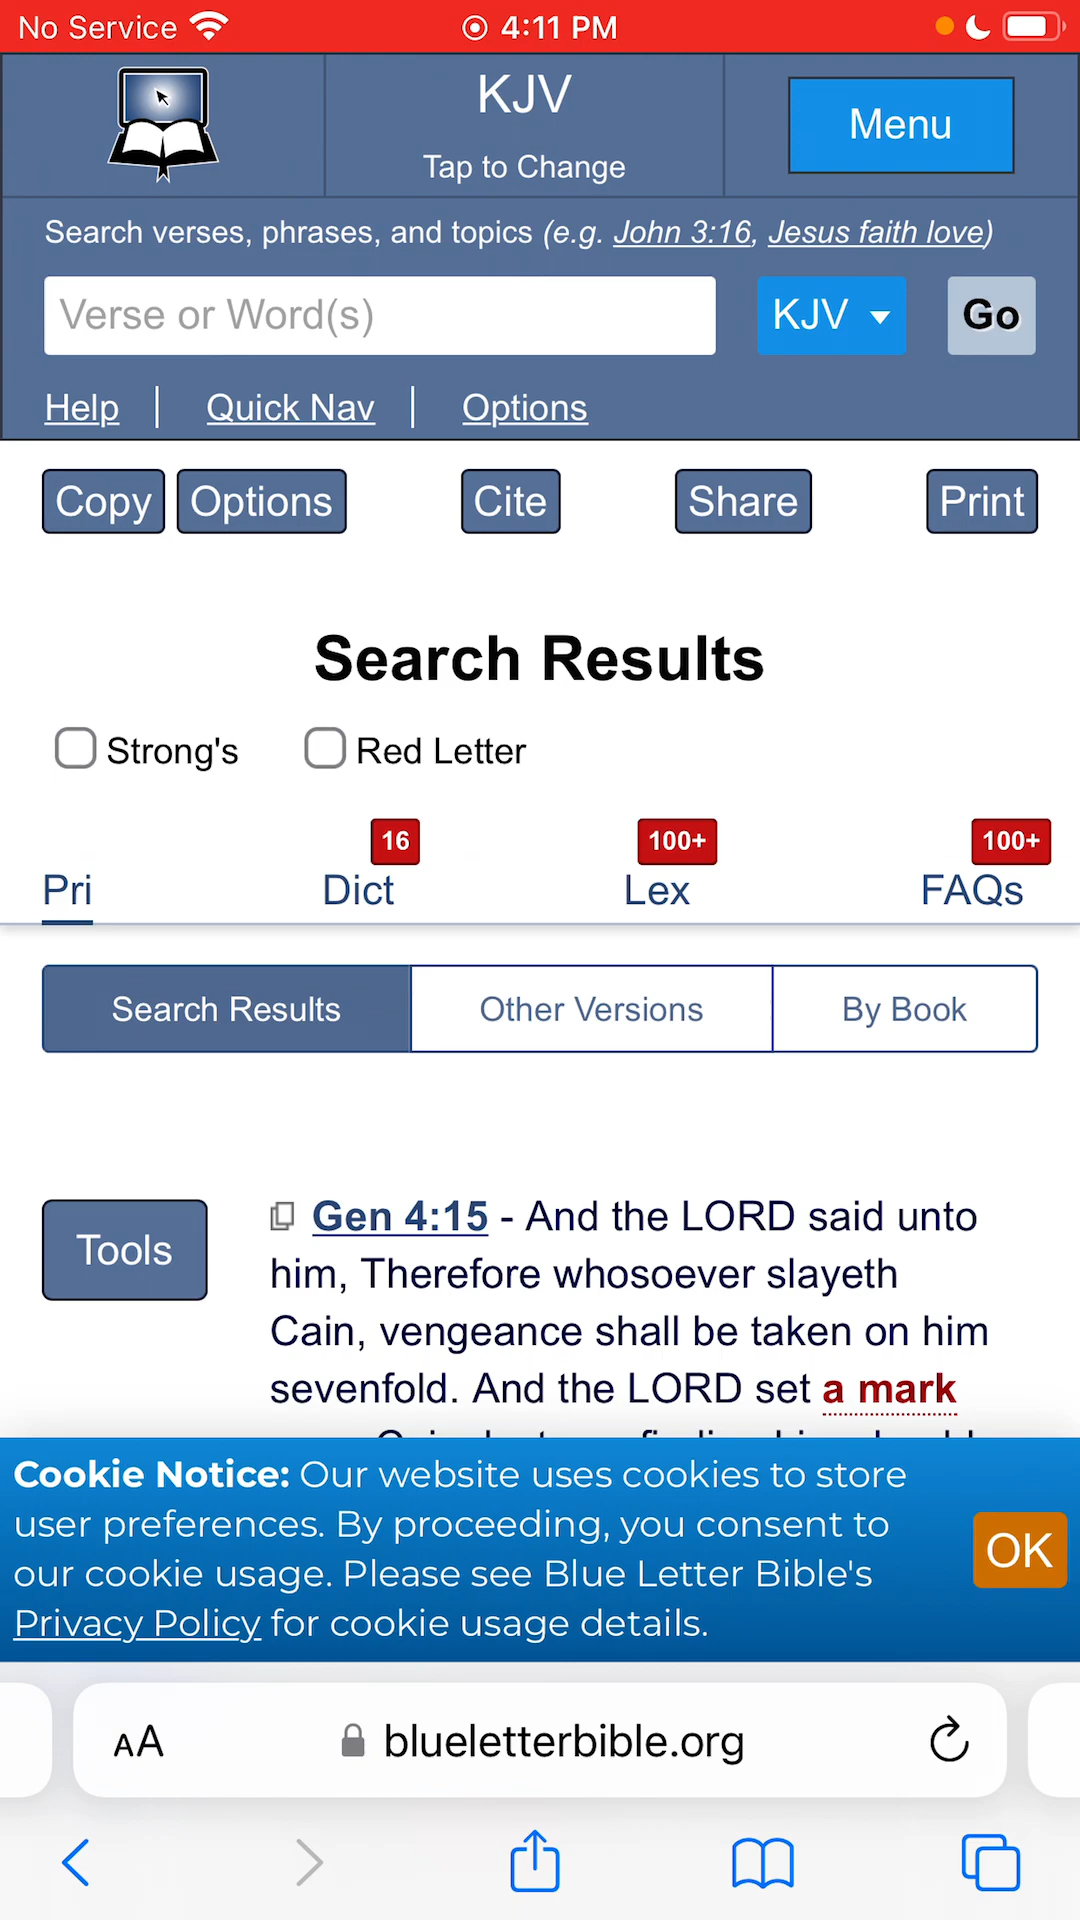 No Service 4:11 PM
KJV
Tap to Change
Menu
Search verses, phrases, and topics (e.g. John 3:16, Jesus faith love)
Verse or Word(s) KJV Go
Help | Quick Nav | Options
Copy Options Cite Share Print
Search Results
Strong's Red Letter
16 100+ 100+
Pri Dict Lex FAQs
Search Results Other Versions By Book
Tools
Gen 4:15 - And the LORD said unto
him, Therefore whosoever slayeth
Cain, vengeance shall be taken on him
sevenfold. And the LORD set a mark
Cookie Notice: Our website uses cookies to store
user preferences. By proceeding, you consent to
our cookie usage. Please see Blue Letter Bible's
Privacy Policy for cookie usage details.
OK
AA blueletterbible.org